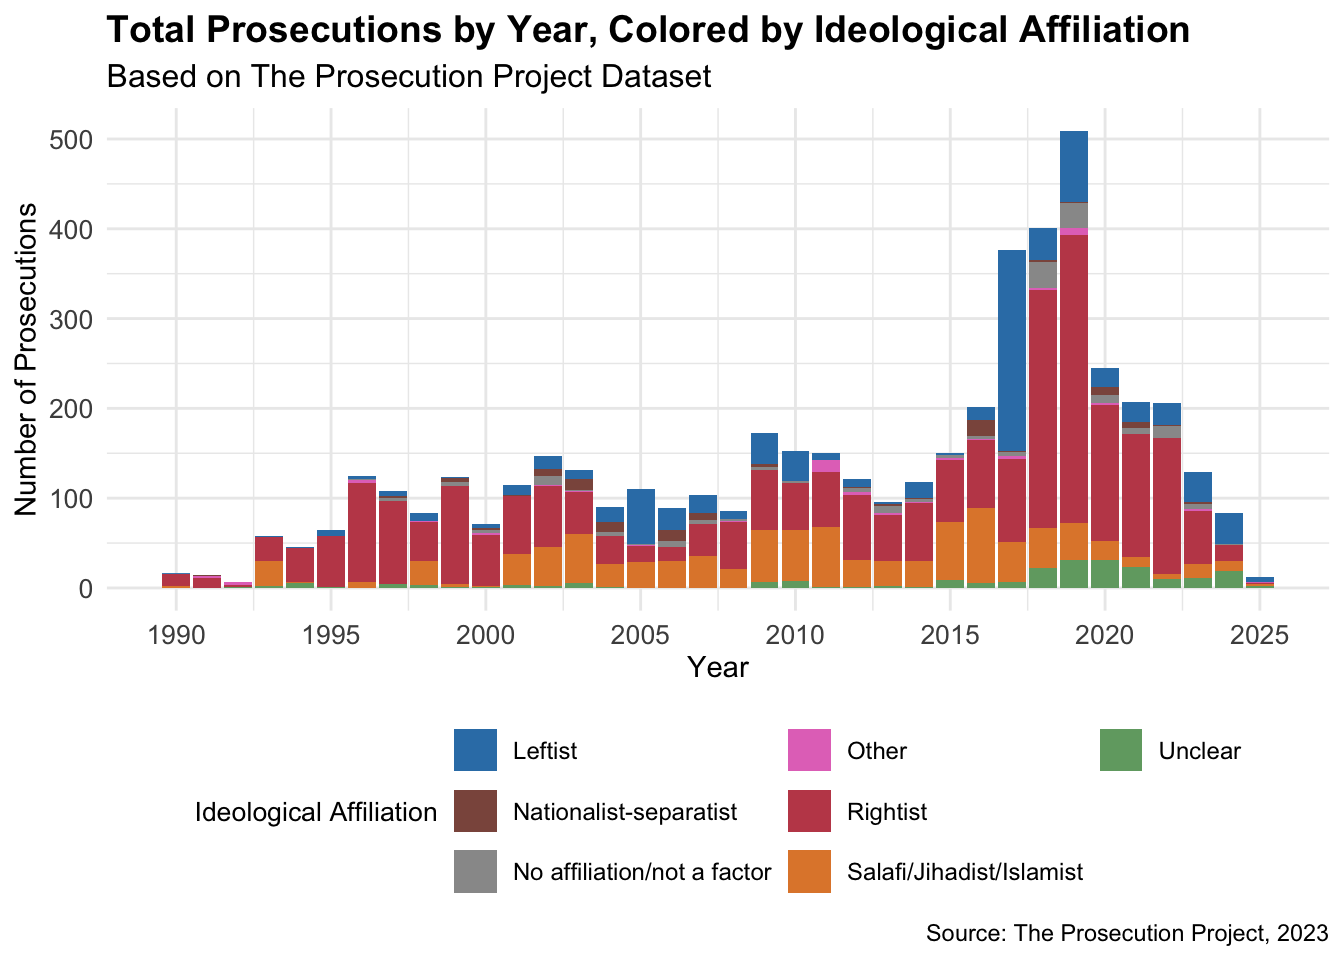 Total Prosecutions by Year, Colored by Ideological Affiliation
Based on The Prosecution Project Dataset
Number of Prosecutions
500
400
300
200
100
0
1990 1995 2000 2005 2010 2015 2020 2025
Year
Ideological Affiliation
Leftist
Nationalist-separatist
No affiliation/not a factor
Other
Rightist
Salafi/Jihadist/Islamist
Unclear
Source: The Prosecution Project, 2023